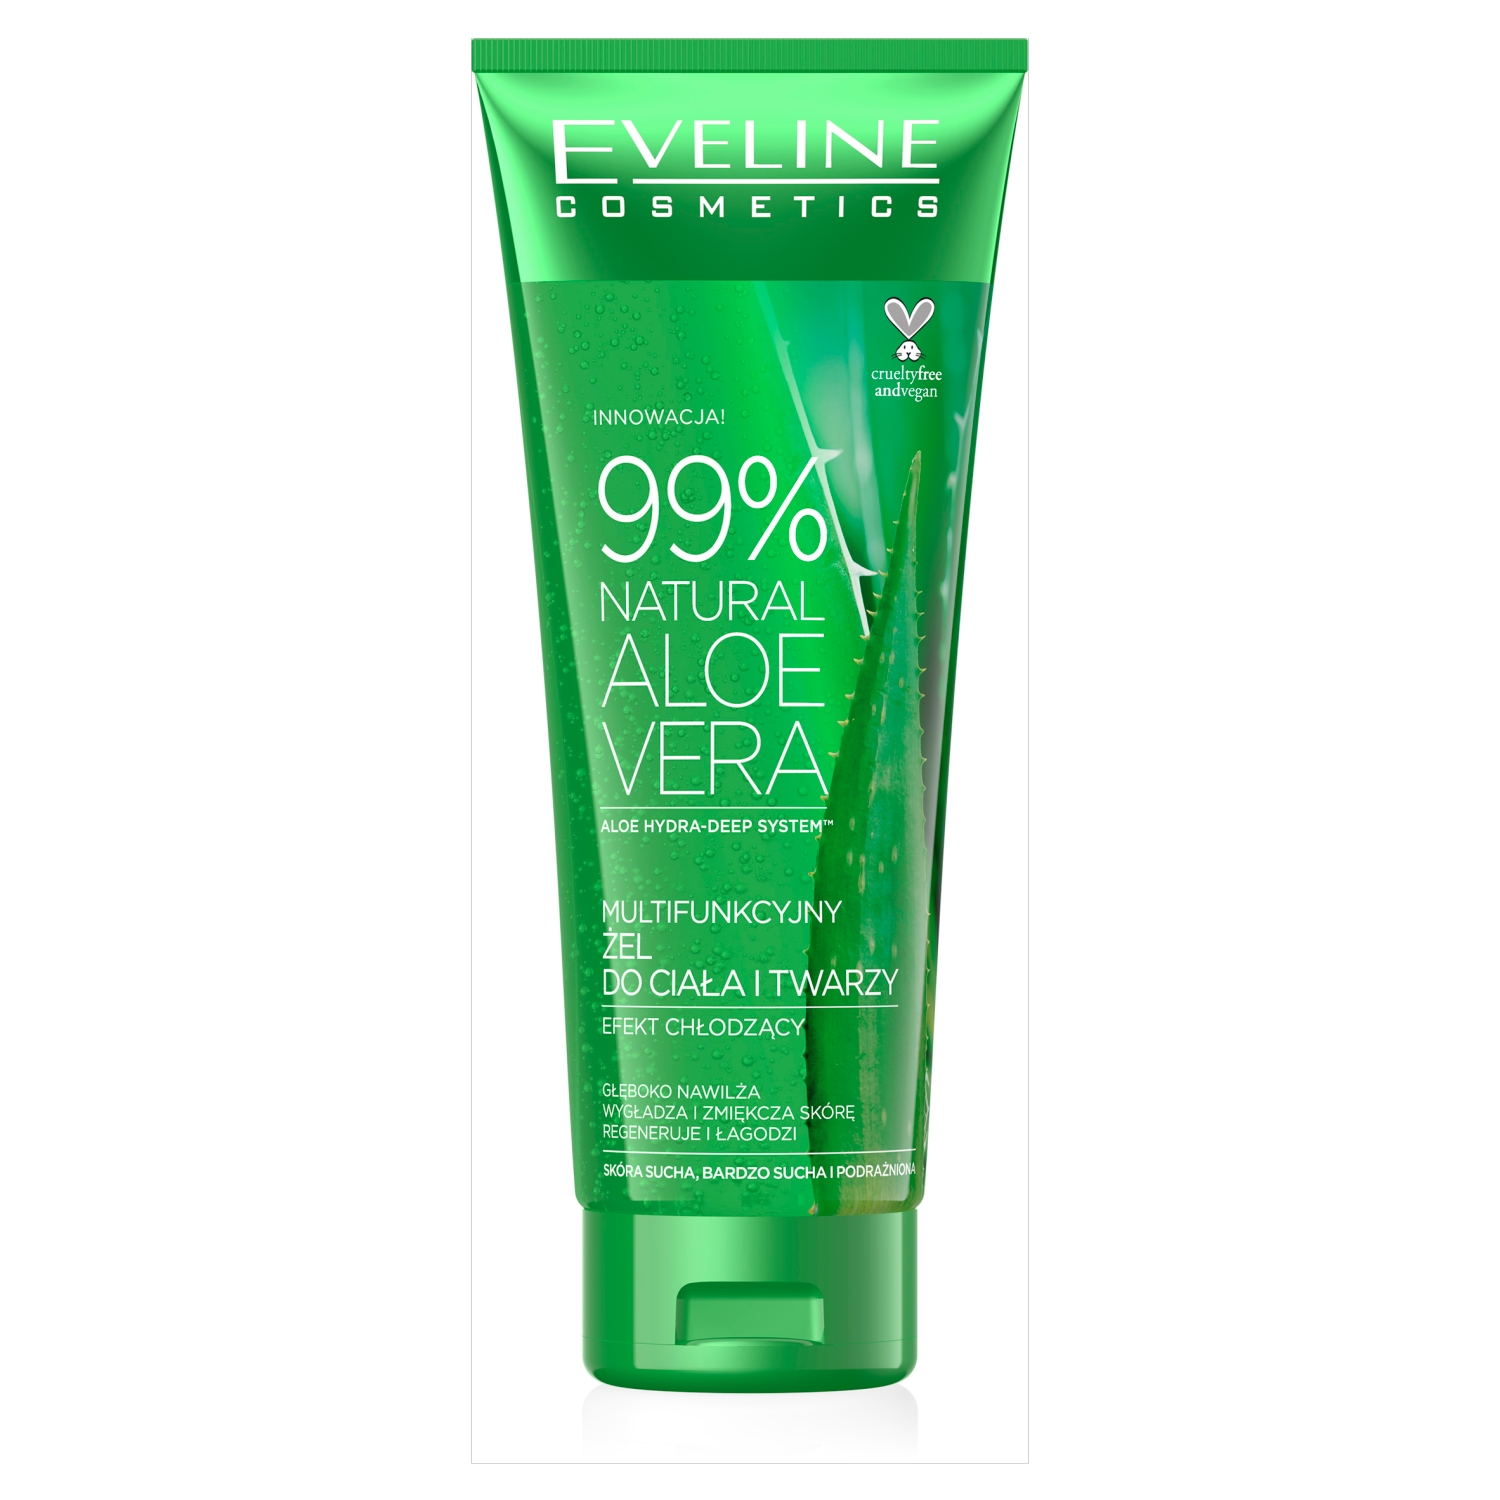 EVELINE
COSMETICS
crueltyfree
andvegan
INNOWACJA!
99%
NATURAL
ALOE
VERA
ALOE HYDRA-DEEP SYSTEM™
MULTIFUNKCYJNY
ŻEL
DO CIAŁA I TWARZY
EFEKT CHŁODZĄCY
GŁĘBOKO NAWILŻA
WYGŁADZA I ZMIĘKCZA SKÓRĘ
REGENERUJE I ŁAGODZI
SKÓRA SUCHA, BARDZO SUCHA I PODRAŻNIONA